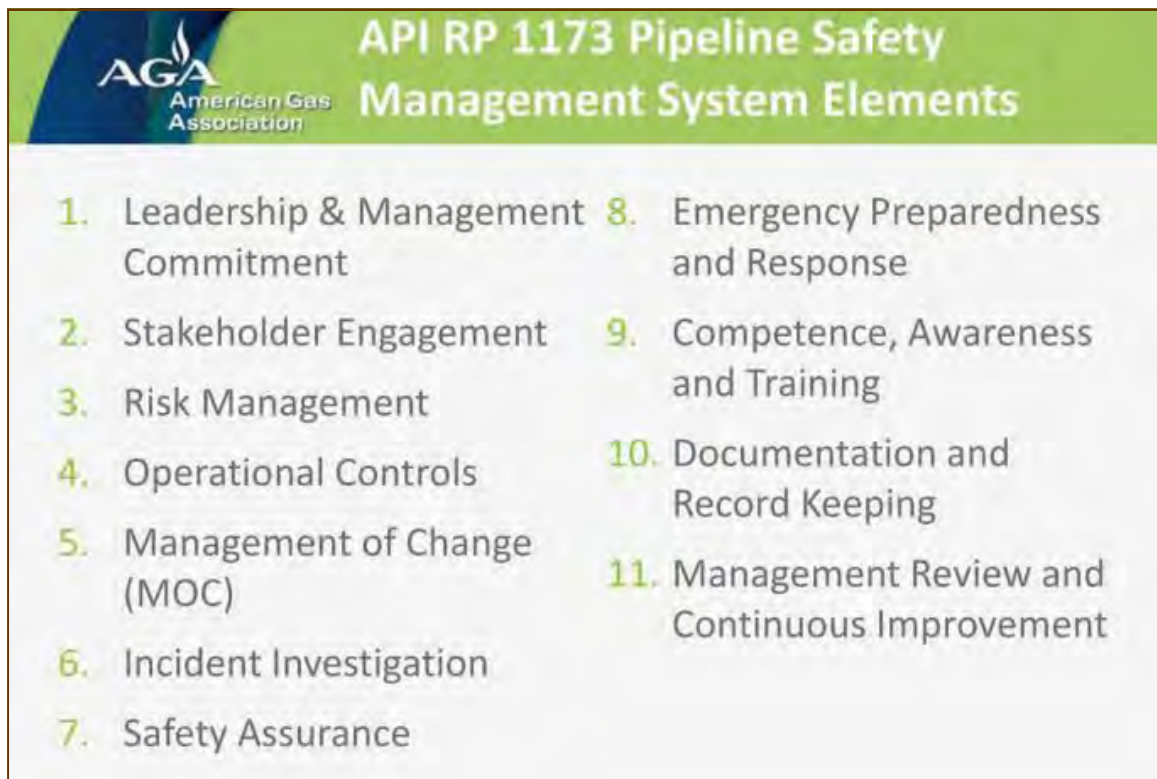 AGA
American Gas
Association
API RP 1173 Pipeline Safety
Management System Elements
1. Leadership & Management
Commitment
2. Stakeholder Engagement
3. Risk Management
4. Operational Controls
5. Management of Change
(MOC)
6. Incident Investigation
7. Safety Assurance
8. Emergency Preparedness
and Response
9. Competence, Awareness
and Training
10. Documentation and
Record Keeping
11. Management Review and
Continuous Improvement